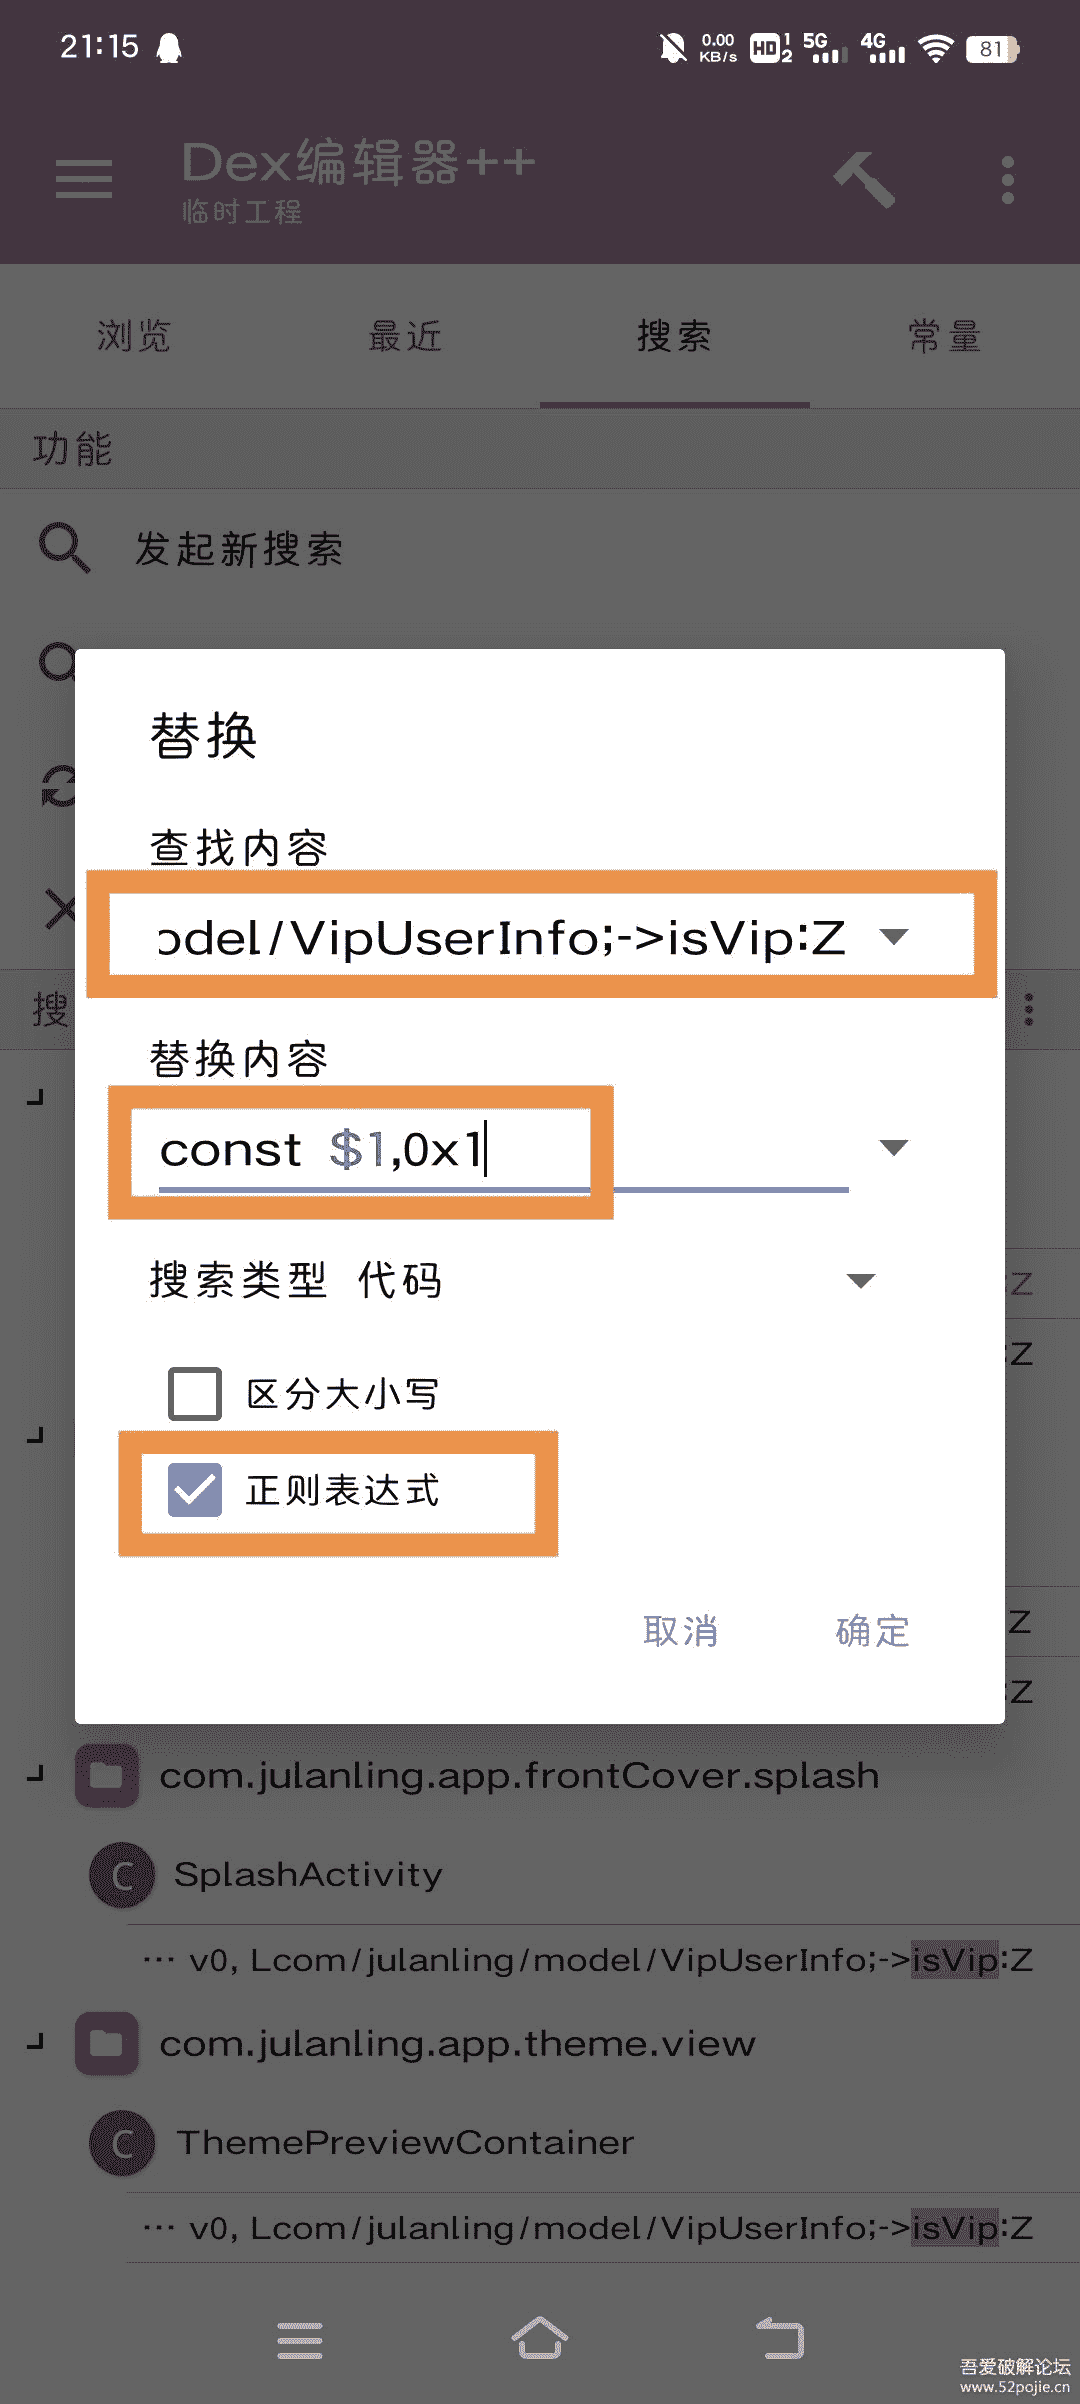 21:15
0.00 KB/s HD 1 2 5G 4G 81
Dex编辑器++
临时工程
浏览 最近 搜索 常量
功能
发起新搜索
替换
查找内容
odel/VipUserInfo;->isVip:Z
搜
替换内容
const $1,0x1
搜索类型 代码
:Z
:Z
区分大小写
正则表达式
取消 确定
Z
:Z
com.julanling.app.frontCover.splash
C SplashActivity
··· v0, Lcom/julanling/model/VipUserInfo;->isVip:Z
com.julanling.app.theme.view
C ThemePreviewContainer
··· v0, Lcom/julanling/model/VipUserInfo;->isVip:Z
吾爱破解论坛
www.52pojie.cn